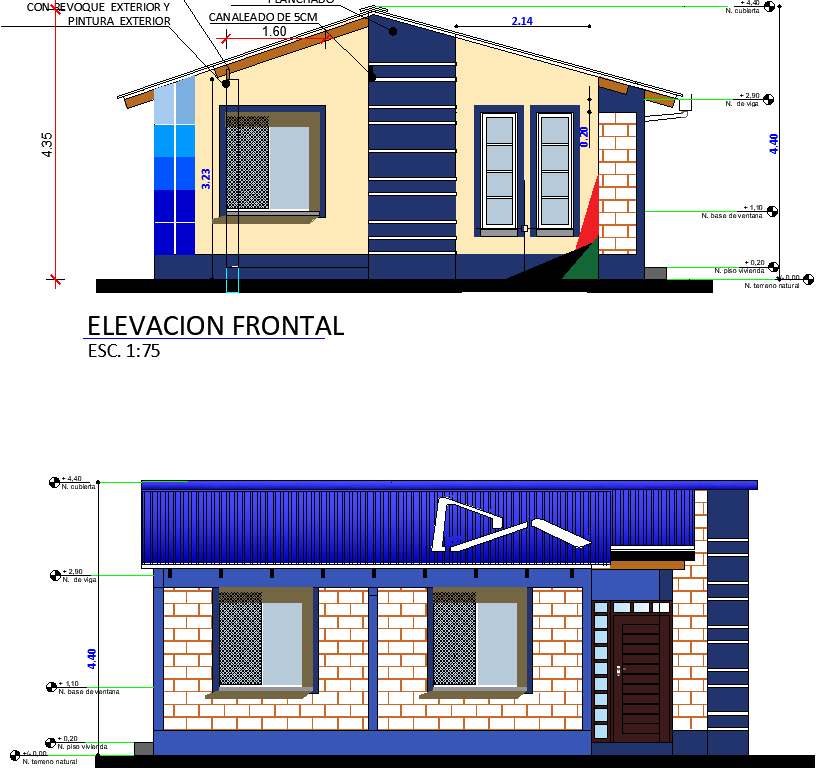 CON REVOQUE EXTERIOR Y
PINTURA EXTERIOR
PLANCHADO
CANALEADO DE 5CM
1.60
2.14
+ 4,40
N. cubierta
+ 2,90
N. de viga
0.20
4.40
4.35
3.23
+ 1,10
N. base de ventana
+ 0,20
N. piso vivienda
+/- 0,00
N. terreno natural
ELEVACION FRONTAL
ESC. 1:75
+ 4,40
N. cubierta
+ 2,90
N. de viga
4.40
+ 1,10
N. base de ventana
+ 0,20
N. piso vivienda
+/- 0,00
N. terreno natural